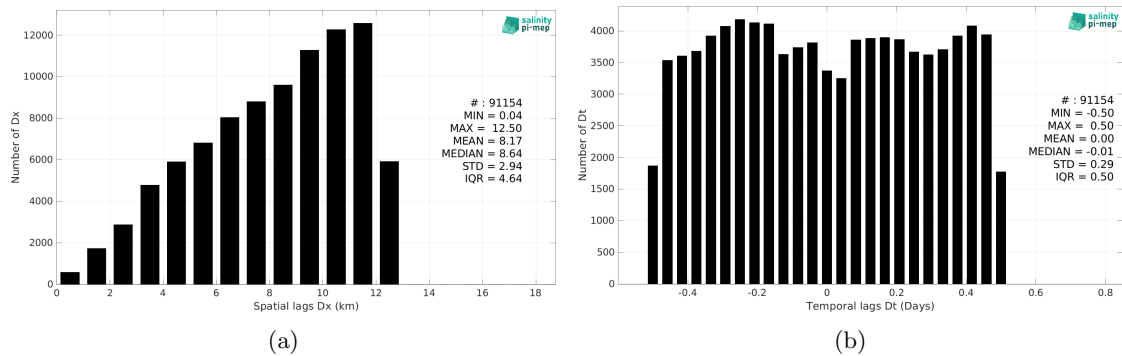 salinity
pi-mep
12000
10000
8000
6000
4000
2000
0
Number of Dx
# : 91154
MIN = 0.04
MAX = 12.50
MEAN = 8.17
MEDIAN = 8.64
STD = 2.94
IQR = 4.64
0 2 4 6 8 10 12 14 16 18
Spatial lags Dx (km)
(a)
salinity
pi-mep
4000
3500
3000
2500
2000
1500
1000
500
0
Number of Dt
# : 91154
MIN = -0.50
MAX = 0.50
MEAN = 0.00
MEDIAN = -0.01
STD = 0.29
IQR = 0.50
-0.4 -0.2 0 0.2 0.4 0.6 0.8
Temporal lags Dt (Days)
(b)